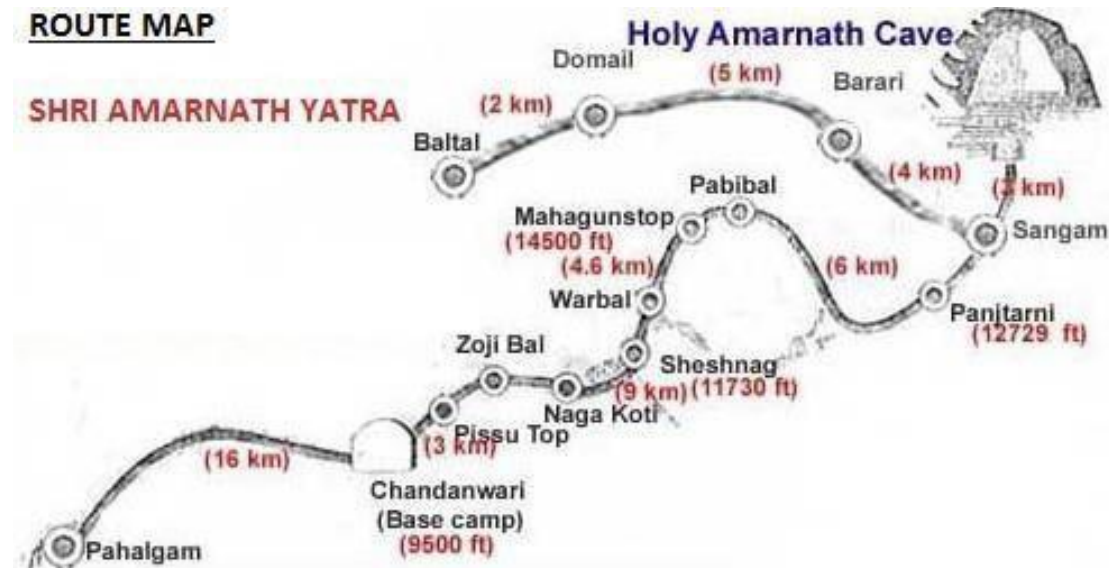 ROUTE MAP
Holy Amarnath Cave
Domail
(5 km)
Barari
SHRI AMARNATH YATRA
(2 km)
Baltal
(4 km)
(3 km)
Pabibal
Mahagunstop
(14500 ft)
Sangam
(4.6 km)
(6 km)
Warbal
Panjtarni
(12729 ft)
Zoji Bal
Sheshnag
(9 km)
(11730 ft)
Naga Koti
Pissu Top
(3 km)
(16 km)
Chandanwari
(Base camp)
(9500 ft)
Pahalgam